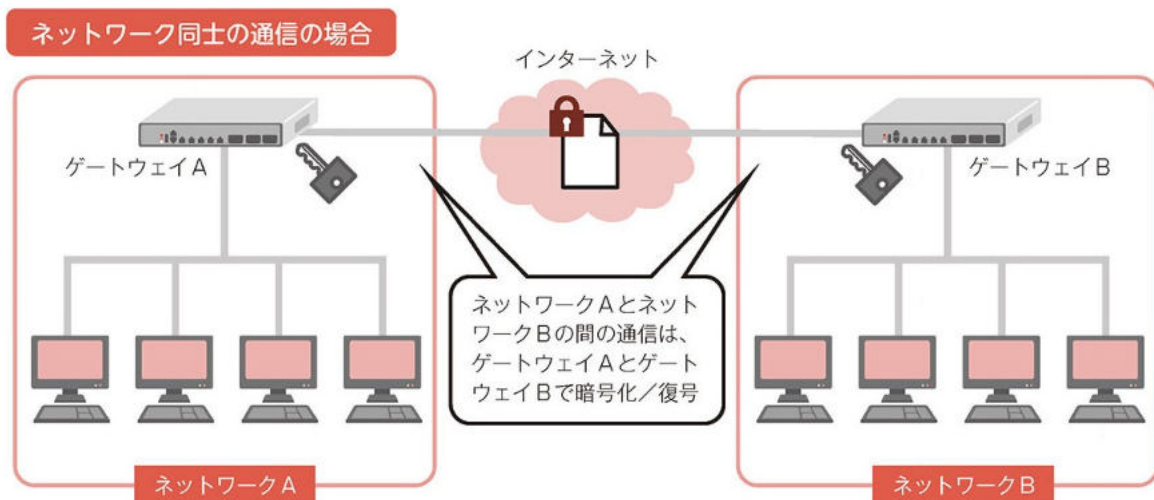 ネットワーク同士の通信の場合
インターネット
ゲートウェイA
ゲートウェイB
ネットワークAとネット
ワークBの間の通信は、
ゲートウェイAとゲート
ウェイBで暗号化／復号
ネットワークA
ネットワークB